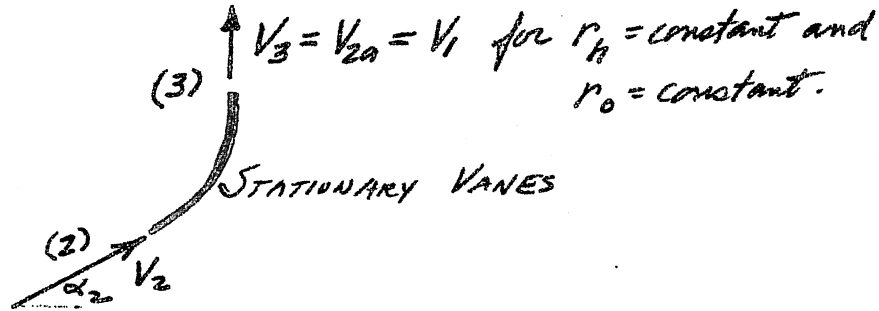 V₃ = V₂ₐ = V₁ for rₕ = constant and
r₀ = constant.
(3)
STATIONARY VANES
(2)
V₂
α₂